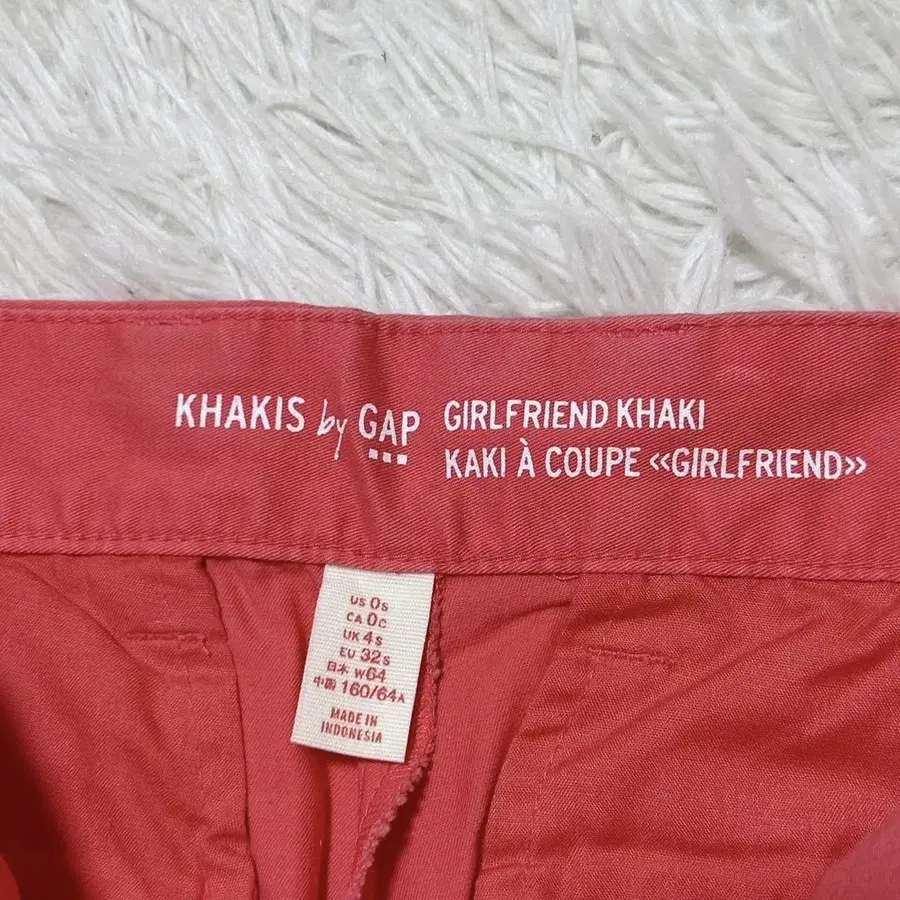 KHAKIS by GAP
GIRLFRIEND KHAKI
KAKI À COUPE «GIRLFRIEND»
US 0s
CA 0c
UK 4s
EU 32s
日本 W64
中国 160/64A
MADE IN
INDONESIA